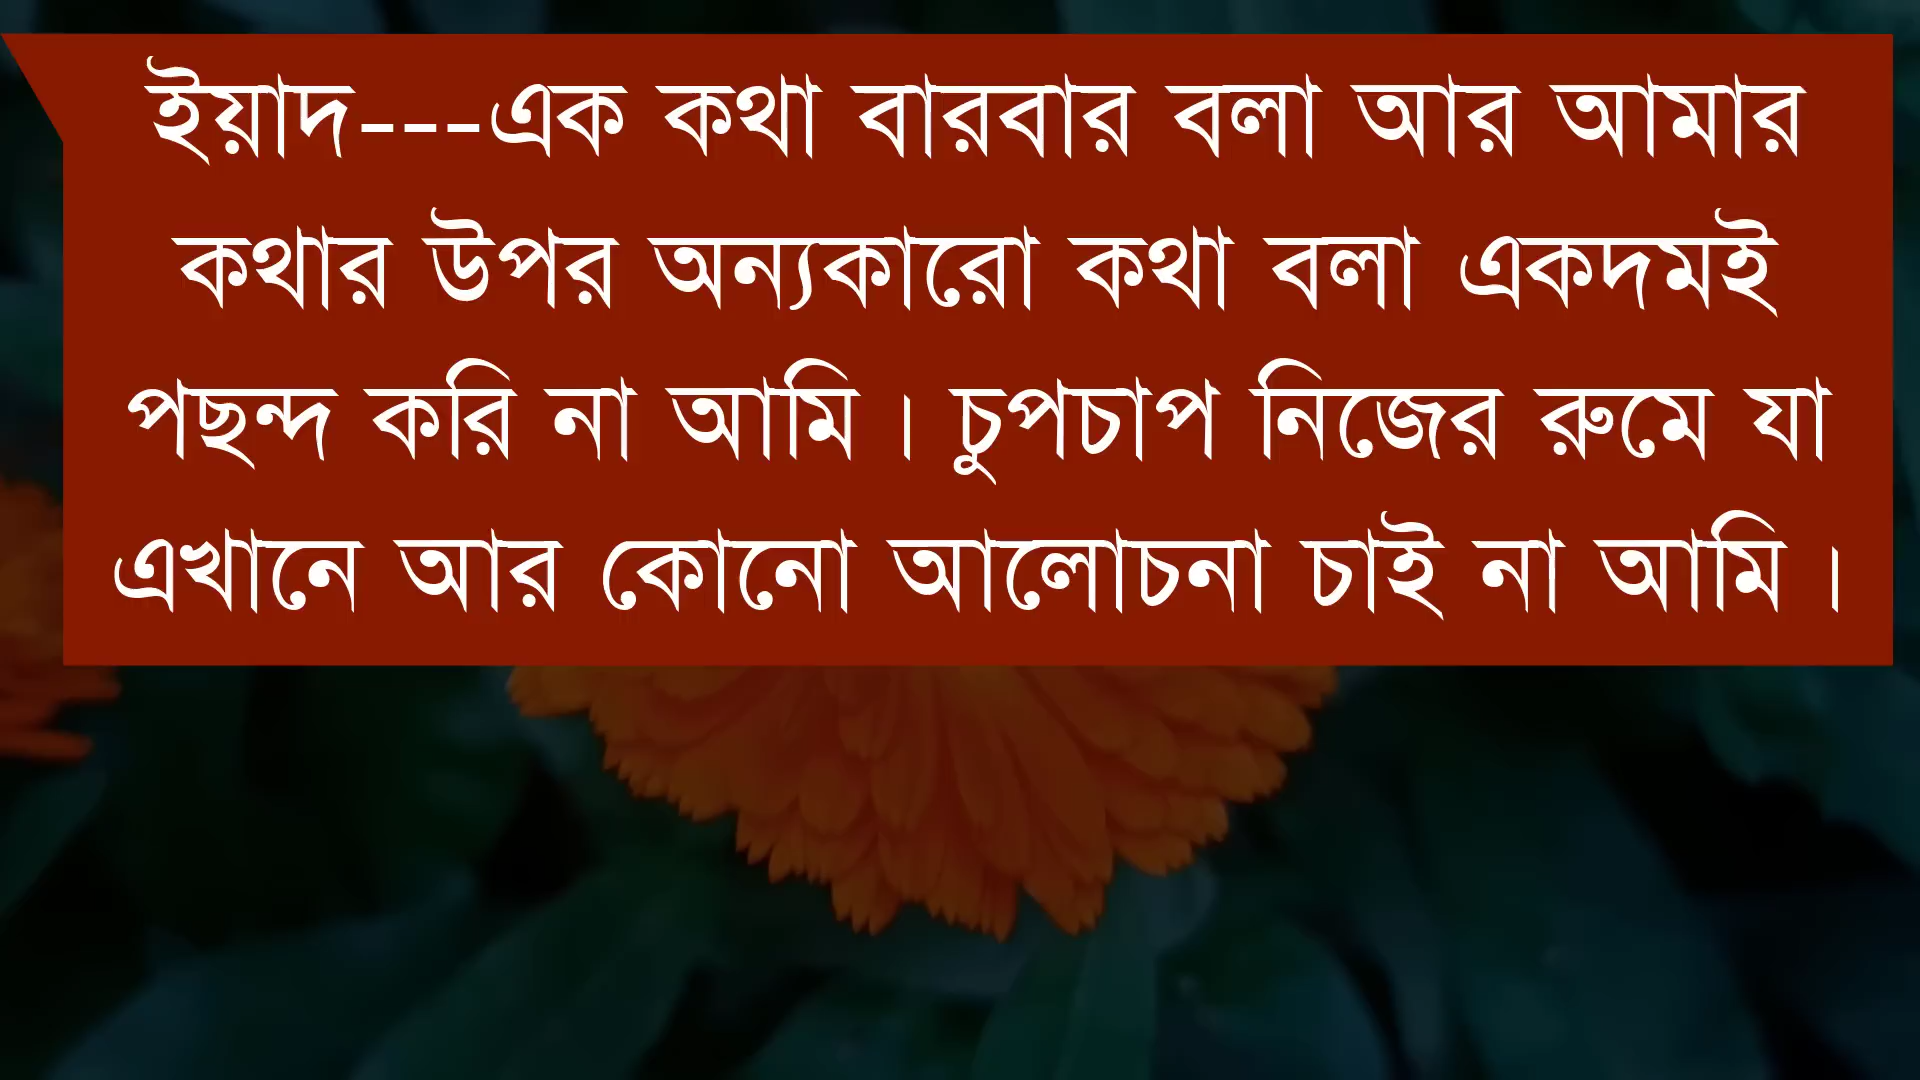 ইয়াদ---এক কথা বারবার বলা আর আমার
কথার উপর অন্যকারো কথা বলা একদমই
পছন্দ করি না আমি। চুপচাপ নিজের রুমে যা
এখানে আর কোনো আলোচনা চাই না আমি।